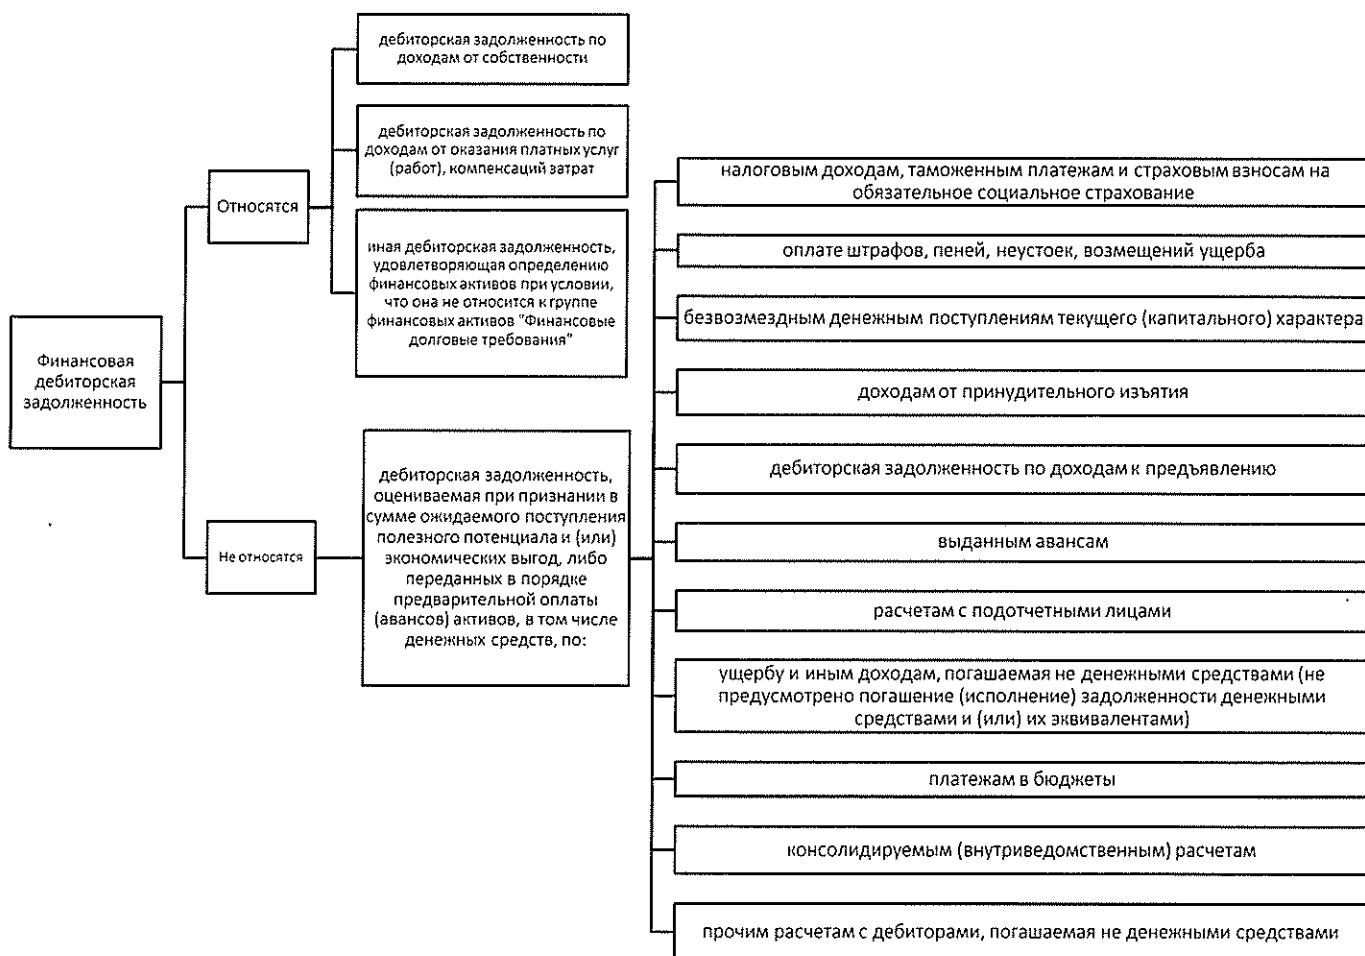 Финансовая
дебиторская
задолженность
Относятся
дебиторская задолженность по
доходам от собственности
дебиторская задолженность по
доходам от оказания платных услуг
(работ), компенсаций затрат
иная дебиторская задолженность,
удовлетворяющая определению
финансовых активов при условии,
что она не относится к группе
финансовых активов "Финансовые
долговые требования"
Не относятся
дебиторская задолженность,
оцениваемая при признании в
сумме ожидаемого поступления
полезного потенциала и (или)
экономических выгод, либо
переданных в порядке
предварительной оплаты
(авансов) активов, в том числе
денежных средств, по:
налоговым доходам, таможенным платежам и страховым взносам на
обязательное социальное страхование
оплате штрафов, пеней, неустоек, возмещений ущерба
безвозмездным денежным поступлениям текущего (капитального) характера
доходам от принудительного изъятия
дебиторская задолженность по доходам к предъявлению
выданным авансам
расчетам с подотчетными лицами
ущербу и иным доходам, погашаемая не денежными средствами (не
предусмотрено погашение (исполнение) задолженности денежными
средствами и (или) их эквивалентами)
платежам в бюджеты
консолидируемым (внутриведомственным) расчетам
прочим расчетам с дебиторами, погашаемая не денежными средствами